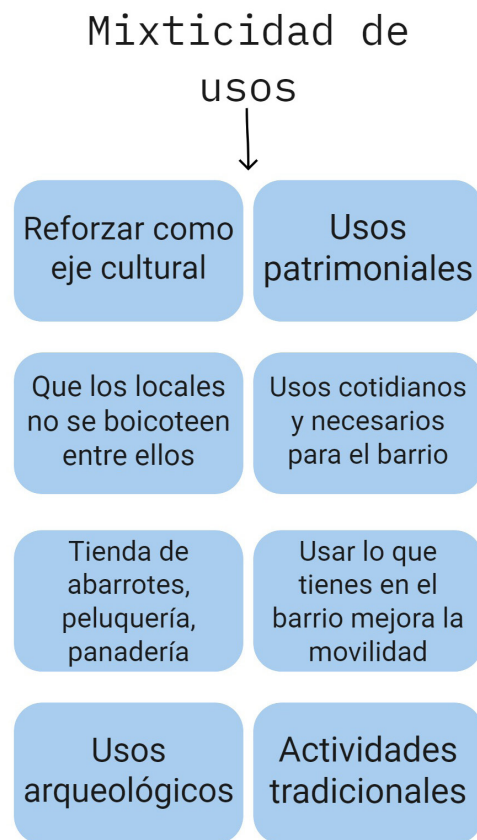 Mixticidad de
usos
Reforzar como
eje cultural
Usos
patrimoniales
Que los locales
no se boicoteen
entre ellos
Usos cotidianos
y necesarios
para el barrio
Tienda de
abarrotes,
peluquería,
panadería
Usar lo que
tienes en el
barrio mejora la
movilidad
Usos
arqueológicos
Actividades
tradicionales